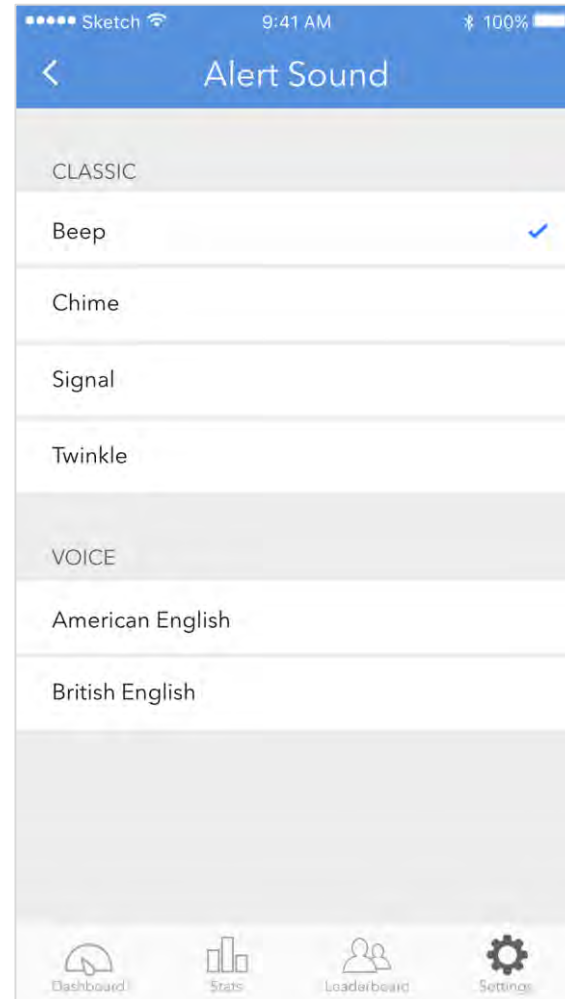 Sketch 9:41 AM 100%
Alert Sound
CLASSIC
Beep
Chime
Signal
Twinkle
VOICE
American English
British English
Dashboard Stats Leaderboard Settings